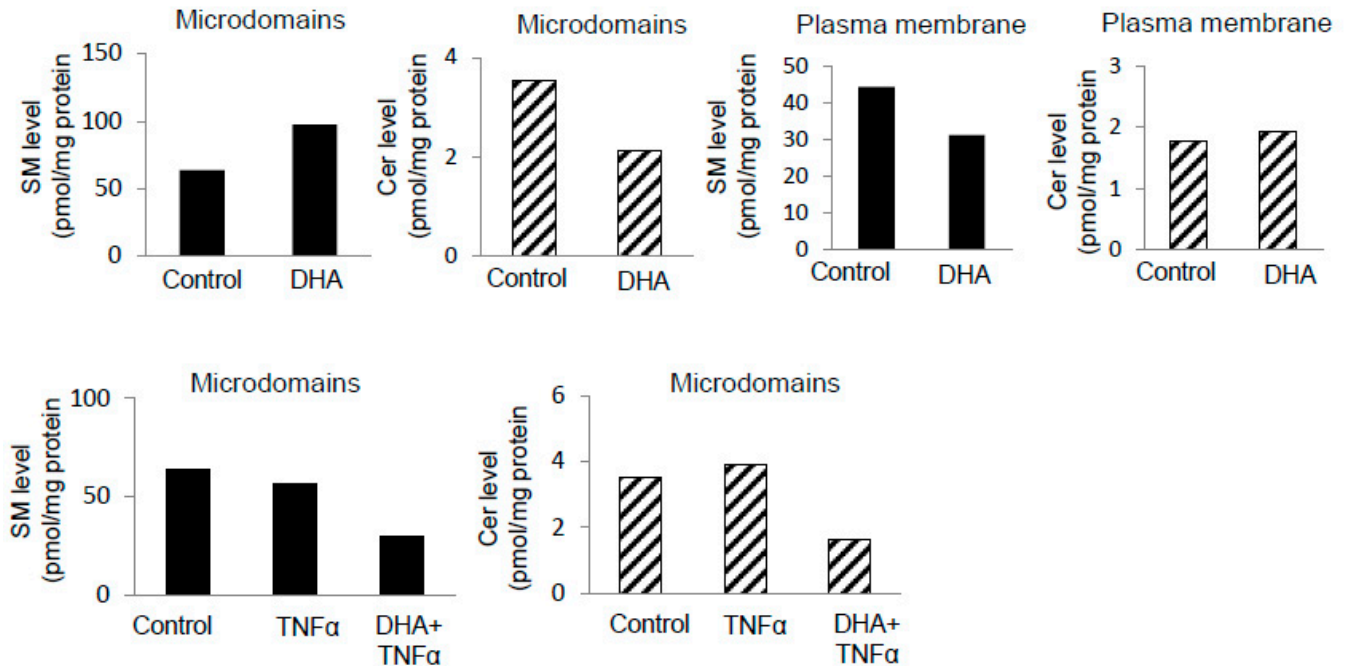 Microdomains
SM level
(pmol/mg protein)
150
100
50
0
Control
DHA
Microdomains
Cer level
(pmol/mg protein)
4
2
0
Control
DHA
Plasma membrane
SM level
(pmol/mg protein)
50
40
30
20
10
0
Control
DHA
Plasma membrane
Cer level
(pmol/mg protein)
3
2
1
0
Control
DHA
Microdomains
SM level
(pmol/mg protein)
100
50
0
Control
TNFα
DHA+
TNFα
Microdomains
Cer level
(pmol/mg protein)
6
4
2
0
Control
TNFα
DHA+
TNFα